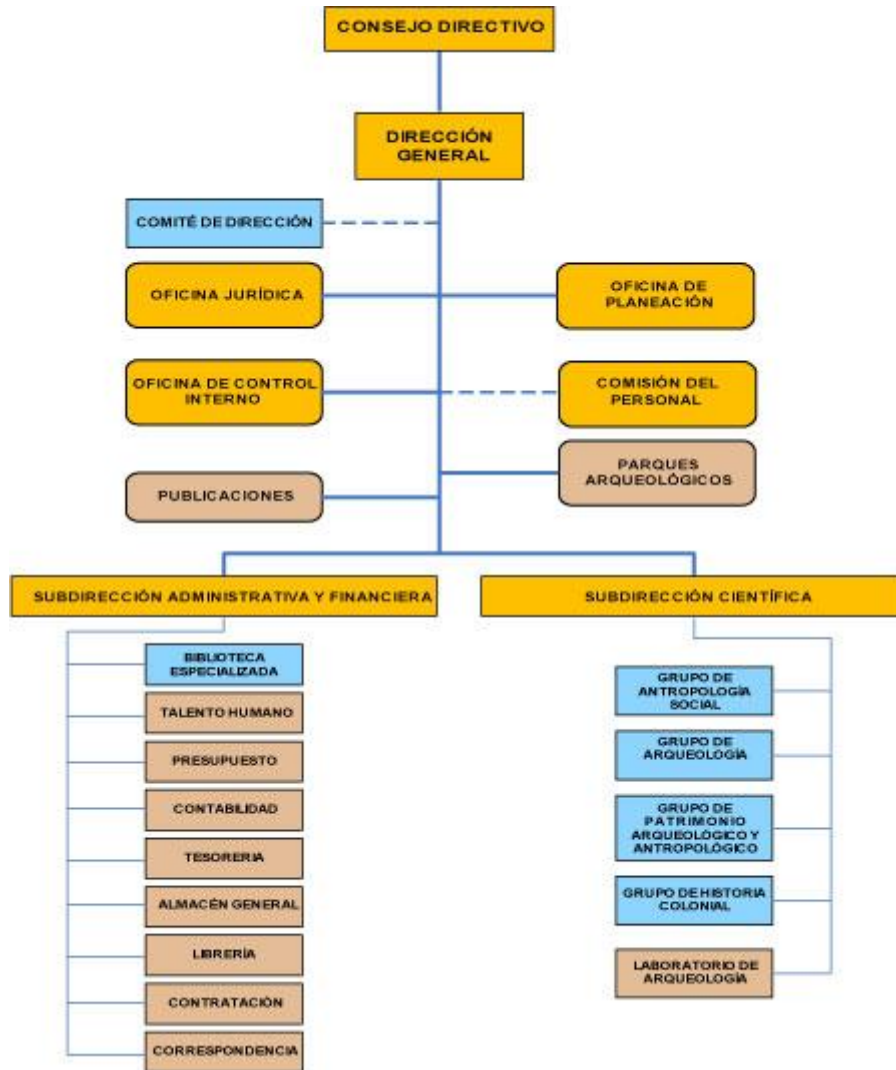 CONSEJO DIRECTIVO
DIRECCIÓN
GENERAL
COMITÉ DE DIRECCIÓN
OFICINA JURÍDICA
OFICINA DE
PLANEACIÓN
OFICINA DE CONTROL
INTERNO
COMISIÓN DEL
PERSONAL
PUBLICACIONES
PARQUES
ARQUEOLÓGICOS
SUBDIRECCIÓN ADMINISTRATIVA Y FINANCIERA
BIBLIOTECA
ESPECIALIZADA
TALENTO HUMANO
PRESUPUESTO
CONTABILIDAD
TESORERIA
ALMACÉN GENERAL
LIBRERÍA
CONTRATACIÓN
CORRESPONDENCIA
SUBDIRECCIÓN CIENTÍFICA
GRUPO DE
ANTROPOLOGÍA
SOCIAL
GRUPO DE
ARQUEOLOGÍA
GRUPO DE
PATRIMONIO
ARQUEOLÓGICO Y
ANTROPOLÓGICO
GRUPO DE HISTORIA
COLONIAL
LABORATORIO DE
ARQUEOLOGÍA